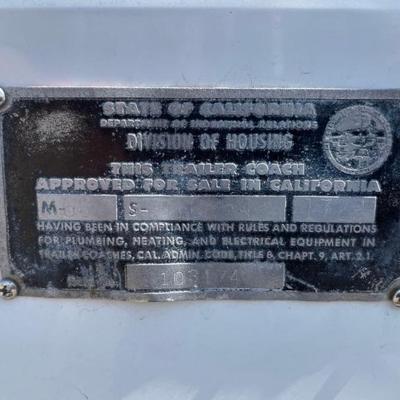 STATE OF CALIFORNIA
DEPARTMENT OF INDUSTRIAL RELATIONS
DIVISION OF HOUSING
THIS TRAILER COACH
APPROVED FOR SALE IN CALIFORNIA
M- S-
HAVING BEEN IN COMPLIANCE WITH RULES AND REGULATIONS
FOR PLUMBING, HEATING, AND ELECTRICAL EQUIPMENT IN
TRAILER COACHES, CAL. ADMIN. CODE, TITLE 8, CHAPT. 9, ART. 2.1.
103174